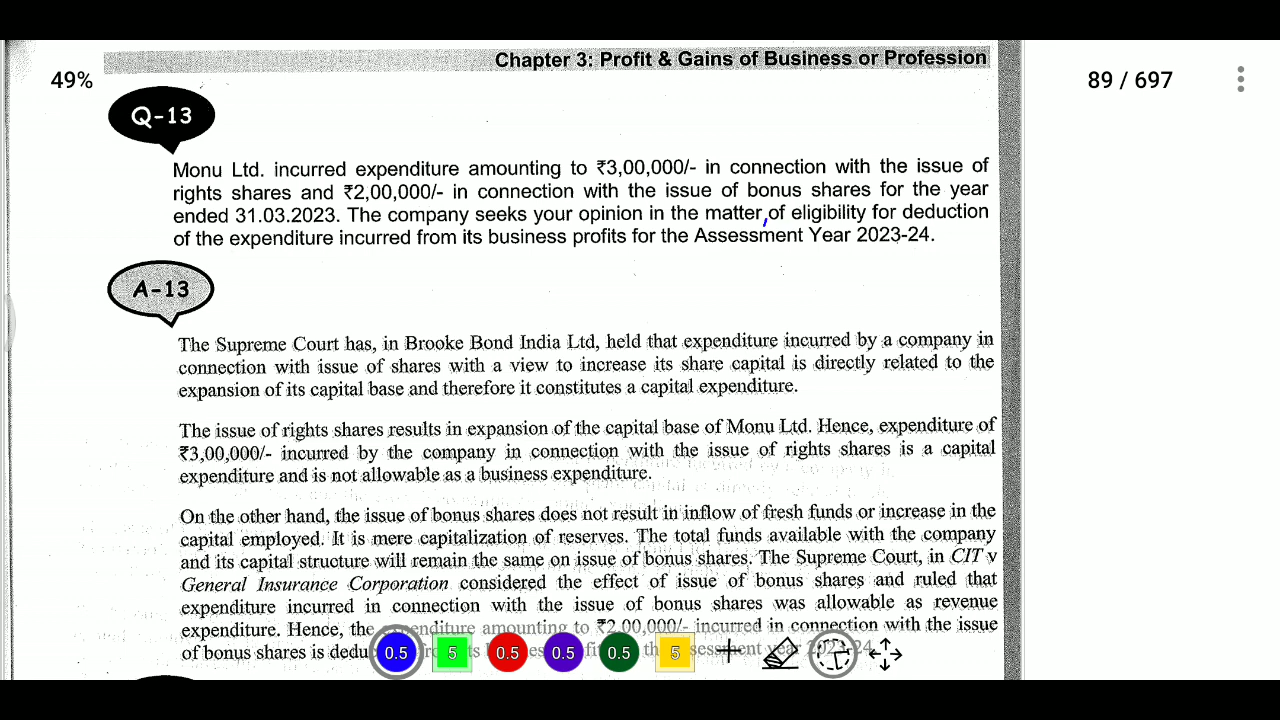 Chapter 3: Profit & Gains of Business or Profession
49%
89 / 697
Q-13
Monu Ltd. incurred expenditure amounting to ₹3,00,000/- in connection with the issue of
rights shares and ₹2,00,000/- in connection with the issue of bonus shares for the year
ended 31.03.2023. The company seeks your opinion in the matter of eligibility for deduction
of the expenditure incurred from its business profits for the Assessment Year 2023-24.
A-13
The Supreme Court has, in Brooke Bond India Ltd, held that expenditure incurred by a company in
connection with issue of shares with a view to increase its share capital is directly related to the
expansion of its capital base and therefore it constitutes a capital expenditure.
The issue of rights shares results in expansion of the capital base of Monu Ltd. Hence, expenditure of
₹3,00,000/- incurred by the company in connection with the issue of rights shares is a capital
expenditure and is not allowable as a business expenditure.
On the other hand, the issue of bonus shares does not result in inflow of fresh funds or increase in the
capital employed. It is mere capitalization of reserves. The total funds available with the company
and its capital structure will remain the same on issue of bonus shares. The Supreme Court, in CIT v
General Insurance Corporation considered the effect of issue of bonus shares and ruled that
expenditure incurred in connection with the issue of bonus shares was allowable as revenue
expenditure. Hence, the expenditure amounting to ₹2,00,000/- incurred in connection with the issue
of bonus shares is
0.5 5 0.5 0.5 0.5 5